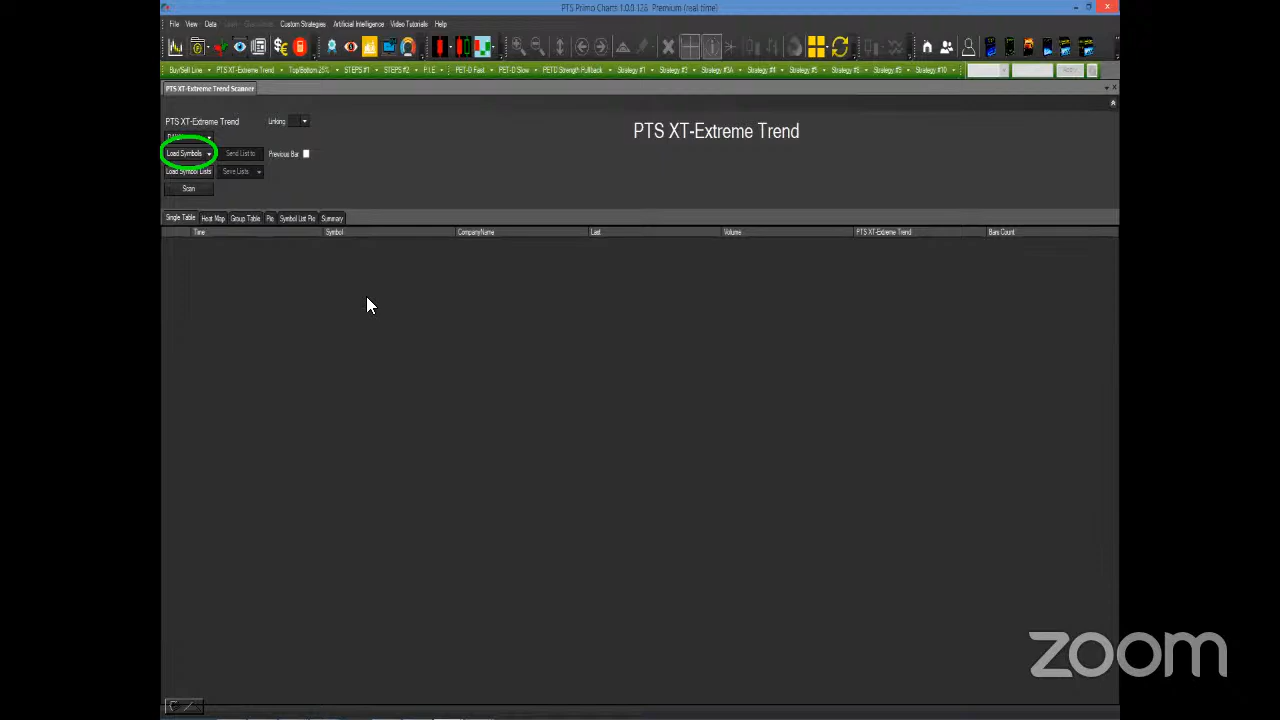 PTS Primo Charts 1.0.0 128 Premium (real time)
File View Data Custom Strategies Artificial Intelligence Video Tutorials Help
Buy/Sell Line PTS XT-Extreme Trend Top/Bottom 25% STEPS #1 STEPS #2 P.I.E PET-D Fast PET-D Slow PETD Strength Pullback Strategy #1 Strategy #3 Strategy #3A Strategy #4 Strategy #5 Strategy #6 Strategy #10
PTS XT-Extreme Trend Scanner
PTS XT-Extreme Trend Linking
PTS XT-Extreme Trend
Load Symbols Send List to Previous Bar
Load Symbol Lists Save Lists
Scan
Single Table Heat Map Group Table Pie Symbol List Pie Summary
Time Symbol CompanyName Last Volume PTS XT-Extreme Trend Bars Count
zoom